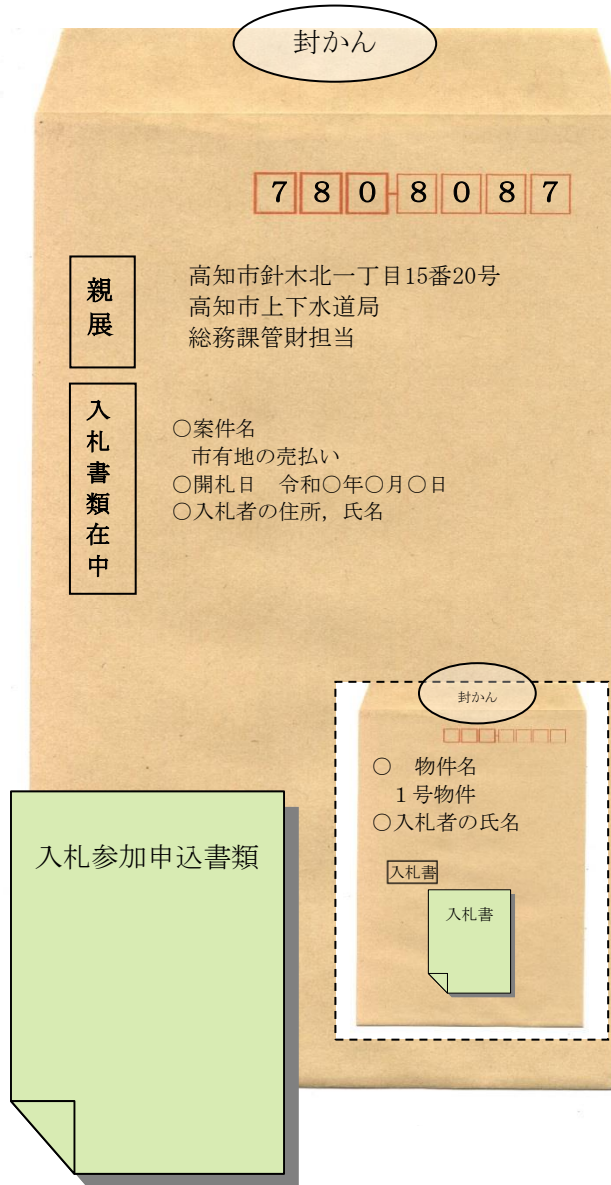 封かん
780-8087
親展
高知市針木北一丁目15番20号
高知市上下水道局
総務課管財担当
入札書類在中
○案件名
市有地の売払い
○開札日　令和○年○月○日
○入札者の住所，氏名
封かん
○　物件名
１号物件
○入札者の氏名
入札書
入札書
入札参加申込書類